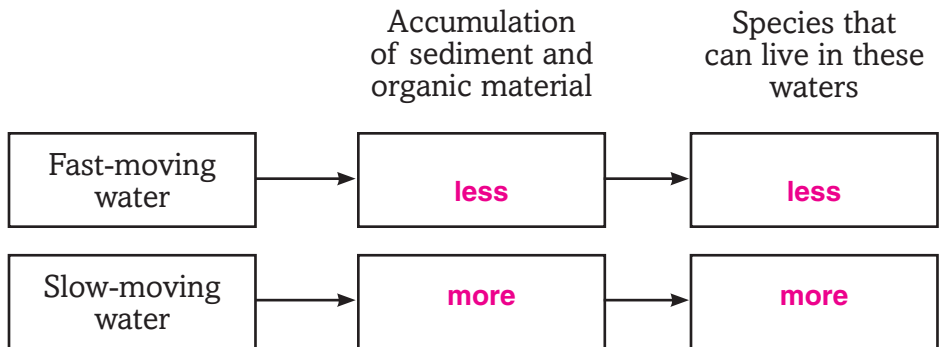 Accumulation
of sediment and
organic material
Species that
can live in these
waters
Fast-moving
water
less
less
Slow-moving
water
more
more